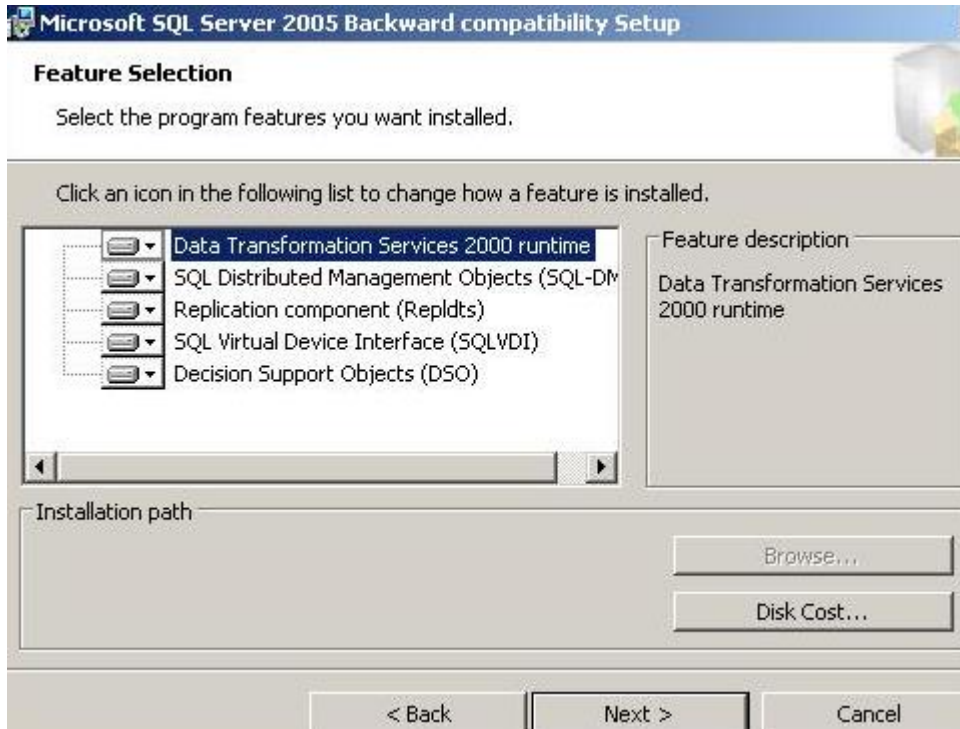 Microsoft SQL Server 2005 Backward compatibility Setup
Feature Selection
Select the program features you want installed.
Click an icon in the following list to change how a feature is installed.
Data Transformation Services 2000 runtime
SQL Distributed Management Objects (SQL-DM
Replication component (Repldts)
SQL Virtual Device Interface (SQLVDI)
Decision Support Objects (DSO)
Feature description
Data Transformation Services
2000 runtime
Installation path
Browse...
Disk Cost...
< Back
Next >
Cancel